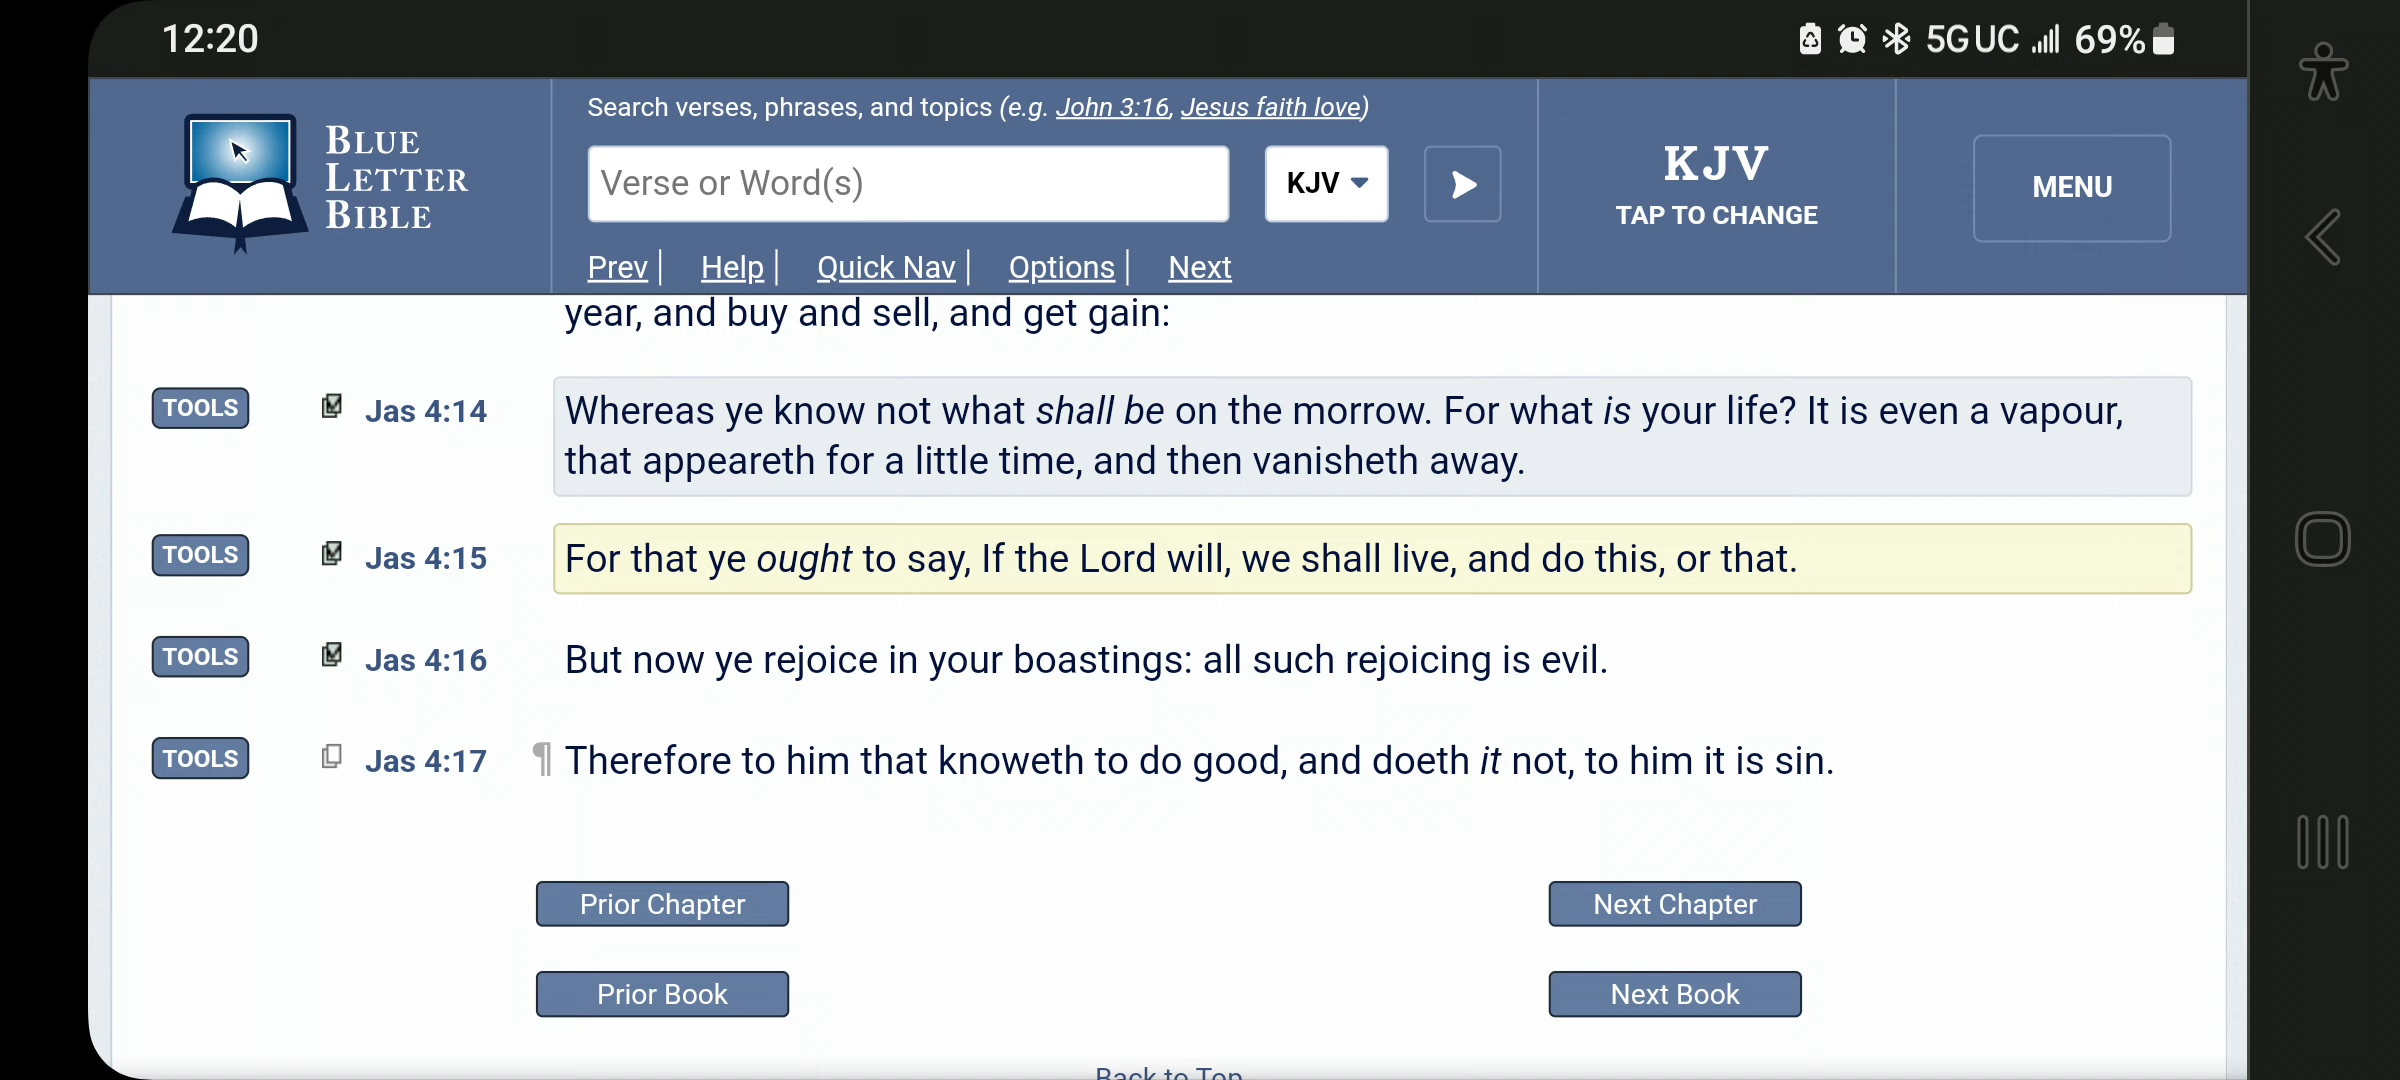 12:20
5G UC 69%
BLUE
LETTER
BIBLE
Search verses, phrases, and topics (e.g. John 3:16, Jesus faith love)
Verse or Word(s)
KJV
KJV
TAP TO CHANGE
MENU
Prev | Help | Quick Nav | Options | Next
year, and buy and sell, and get gain:
TOOLS Jas 4:14 Whereas ye know not what shall be on the morrow. For what is your life? It is even a vapour,
that appeareth for a little time, and then vanisheth away.
TOOLS Jas 4:15 For that ye ought to say, If the Lord will, we shall live, and do this, or that.
TOOLS Jas 4:16 But now ye rejoice in your boastings: all such rejoicing is evil.
TOOLS Jas 4:17 ¶ Therefore to him that knoweth to do good, and doeth it not, to him it is sin.
Prior Chapter Next Chapter
Prior Book Next Book
Back to Top